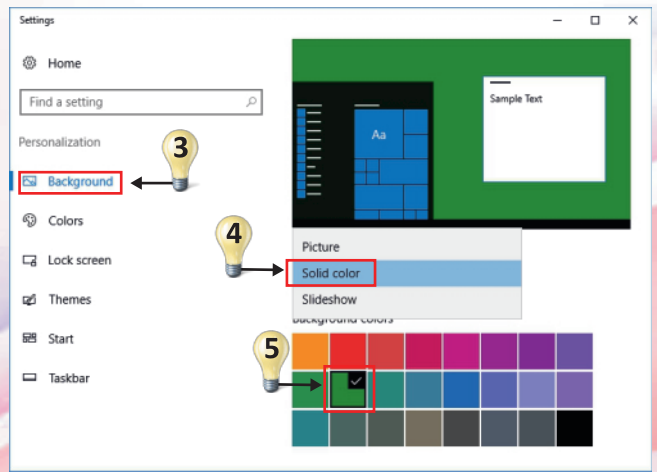 Settings
Home
Find a setting
Personalization
3
Background
Colors
Lock screen
Themes
Start
Taskbar
Sample Text
Aa
4
Picture
Solid color
Slideshow
Background colors
5